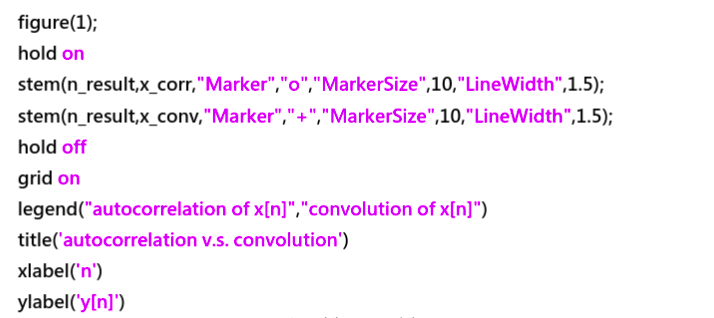 figure(1);
hold on
stem(n_result,x_corr,"Marker","o","MarkerSize",10,"LineWidth",1.5);
stem(n_result,x_conv,"Marker","+","MarkerSize",10,"LineWidth",1.5);
hold off
grid on
legend("autocorrelation of x[n]","convolution of x[n]")
title('autocorrelation v.s. convolution')
xlabel('n')
ylabel('y[n]')